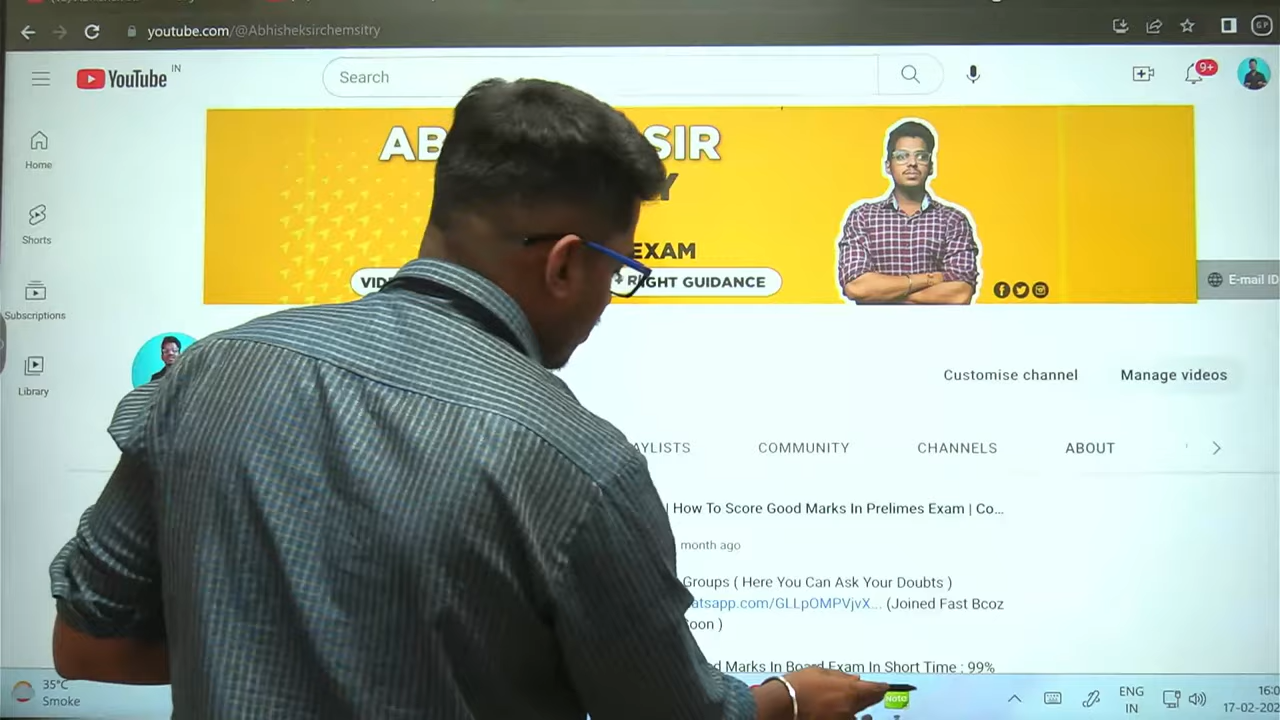 youtube.com/@Abhisheksirchemsitry
GP
YouTube IN
Search
9+
Home
Shorts
Subscriptions
Library
AB SIR
Y
EXAM
VID RIGHT GUIDANCE
E-mail ID
Customise channel
Manage videos
AYLISTS
COMMUNITY
CHANNELS
ABOUT
| How To Score Good Marks In Prelimes Exam | Co...
month ago
Groups ( Here You Can Ask Your Doubts )
atsapp.com/GLLpOMPVjvX... (Joined Fast Bcoz
oon )
d Marks In Board Exam In Short Time : 99%
35°C
Smoke
Note
ENG
IN
16:0
17-02-202